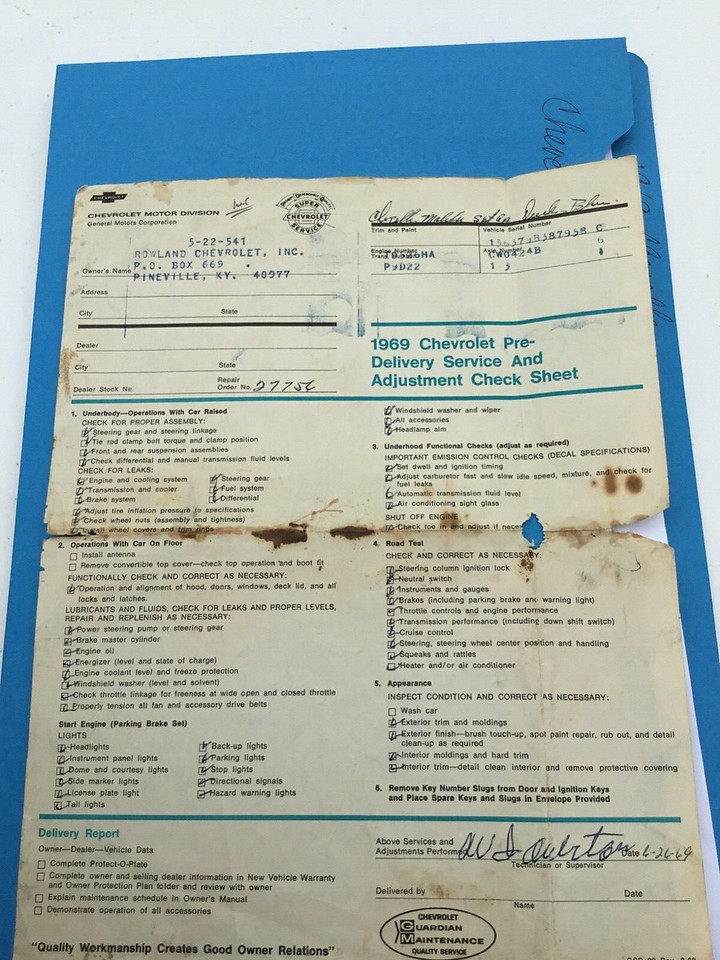 CHEVROLET
CHEVROLET MOTOR DIVISION
General Motors Corporation
SUPER
CHEVROLET
SERVICE
Chevelle Malibu
5-22-541
ROWLAND CHEVROLET, INC.
P.O. BOX 669
PINEVILLE, KY. 40977
Owner's Name
Address
City State
Dealer
City State
Dealer Stock No. Repair Order No. 27756
Trim and Paint Vehicle Serial Number
Engine Number
P9D22
1969 Chevrolet Pre-
Delivery Service And
Adjustment Check Sheet
1. Underbody—Operations With Car Raised
CHECK FOR PROPER ASSEMBLY:
Steering gear and steering linkage
Tie rod clamp bolt torque and clamp position
Front and rear suspension assemblies
Check differential and manual transmission fluid levels
CHECK FOR LEAKS:
Engine and cooling system Steering gear
Transmission and cooler Fuel system
Brake system Differential
Adjust tire inflation pressure to specifications
Check wheel nuts (assembly and tightness)
Install wheel covers and trim rings
2. Operations With Car On Floor
Install antenna
Remove convertible top cover—check top operation and boot fit
FUNCTIONALLY CHECK AND CORRECT AS NECESSARY:
Operation and alignment of hood, doors, windows, deck lid, and all
locks and latches.
LUBRICANTS AND FLUIDS, CHECK FOR LEAKS AND PROPER LEVELS,
REPAIR AND REPLENISH AS NECESSARY:
Power steering pump or steering gear
Brake master cylinder
Engine oil
Energizer (level and state of charge)
Engine coolant level and freeze protection
Windshield washer (level and solvent)
Check throttle linkage for freeness at wide open and closed throttle
Properly tension all fan and accessory drive belts
Start Engine (Parking Brake Set)
LIGHTS
Headlights Back-up lights
Instrument panel lights Parking lights
Dome and courtesy lights Stop lights
Side marker lights Directional signals
License plate light Hazard warning lights
Tail lights
Windshield washer and wiper
All accessories
Headlamp aim
3. Underhood Functional Checks (adjust as required)
IMPORTANT EMISSION CONTROL CHECKS (DECAL SPECIFICATIONS)
Set dwell and ignition timing
Adjust carburetor fast and slow idle speed, mixture, and check for
fuel leaks
Automatic transmission fluid level
Air conditioning sight glass
SHUT OFF ENGINE
Check toe in and adjust if neces
4. Road Test
CHECK AND CORRECT AS NECESSARY:
Steering column ignition lock
Neutral switch
Instruments and gauges
Brakes (including parking brake and warning light)
Throttle controls and engine performance
Transmission performance (including down shift switch)
Cruise control
Steering, steering wheel center position and handling
Squeaks and rattles
Heater and/or air conditioner
5. Appearance
INSPECT CONDITION AND CORRECT AS NECESSARY:
Wash car
Exterior trim and moldings
Exterior finish—brush touch-up, spot paint repair, rub out, and detail
clean-up as required
Interior moldings and hard trim
Interior trim—detail clean interior and remove protective covering
6. Remove Key Number Slugs from Door and Ignition Keys
and Place Spare Keys and Slugs in Envelope Provided
Delivery Report
Owner—Dealer—Vehicle Data
Complete Protect-O-Plate
Complete owner and selling dealer information in New Vehicle Warranty
and Owner Protection Plan folder and review with owner
Explain maintenance schedule in Owner's Manual
Demonstrate operation of all accessories
"Quality Workmanship Creates Good Owner Relations"
Above Services and
Adjustments Performed Date 6-26-69
Technician or Supervisor
Delivered by Date
Name
CHEVROLET
GUARDIAN
MAINTENANCE
QUALITY SERVICE